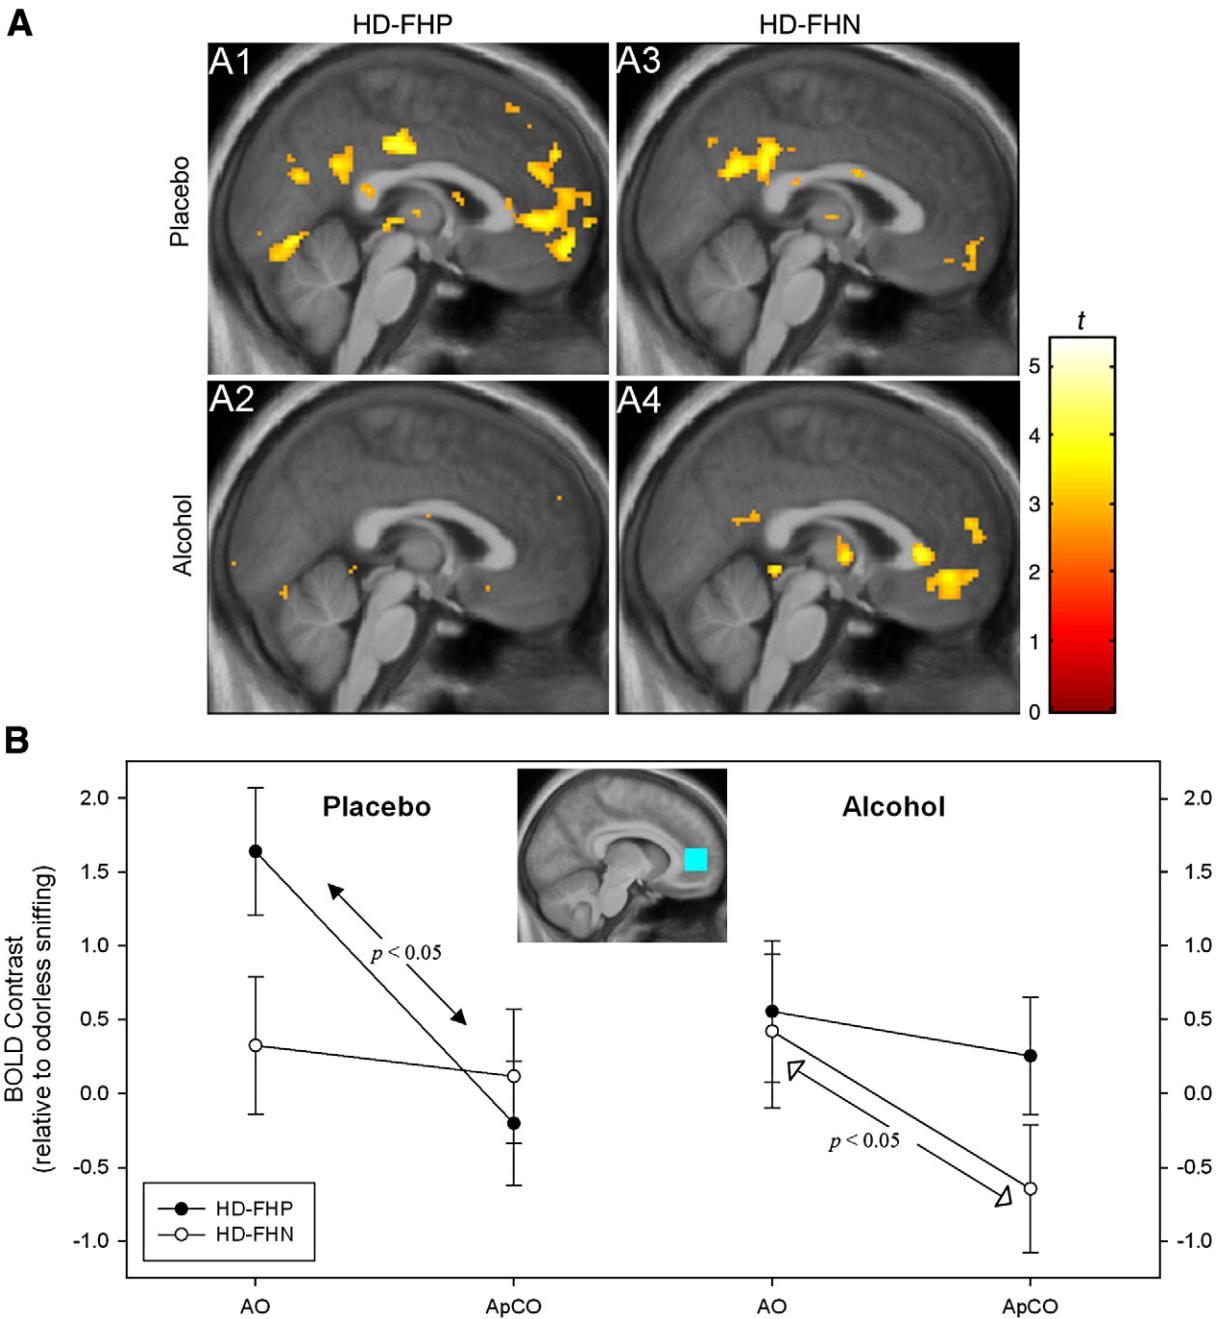 A
HD-FHP
HD-FHN
A1
A3
Placebo
A2
A4
Alcohol
t
5
4
3
2
1
0
B
Placebo
Alcohol
2.0
1.5
1.0
0.5
0.0
-0.5
-1.0
2.0
1.5
1.0
0.5
0.0
-0.5
-1.0
BOLD Contrast
(relative to odorless sniffing)
p < 0.05
p < 0.05
HD-FHP
HD-FHN
AO
ApCO
AO
ApCO